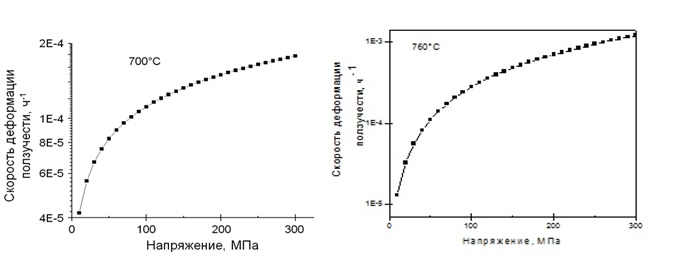 2E-4
700°C
1E-4
8E-5
6E-5
4E-5
0
100
200
300
Скорость деформации
ползучести, ч-1
Напряжение, МПа
1E-3
760°C
1E-4
1E-5
0
100
200
300
Скорость деформации
ползучести, ч -1
Напряжение, МПа